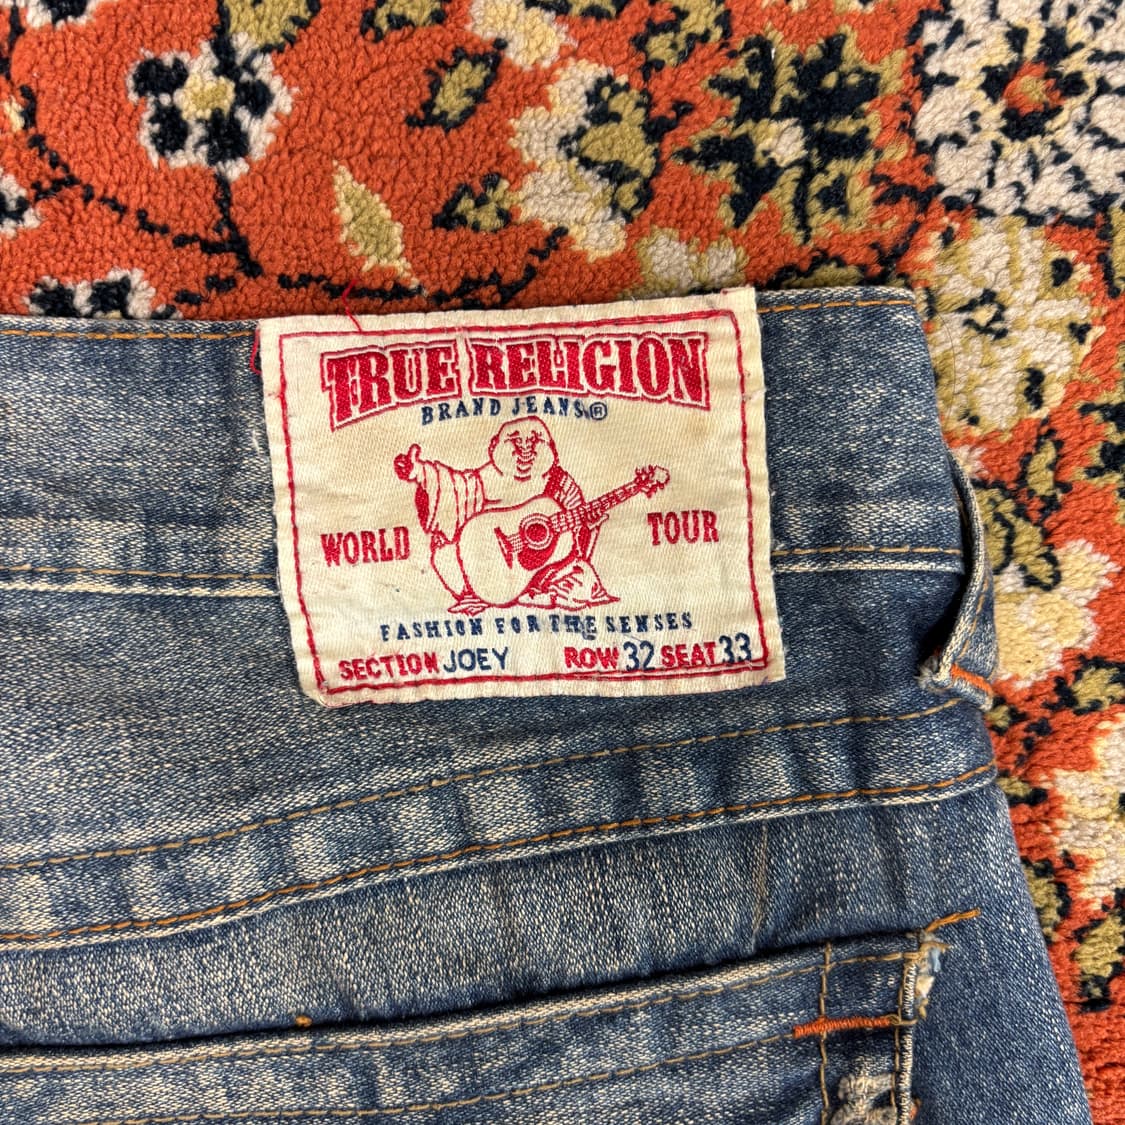 TRUE RELIGION
BRAND JEANS®
WORLD TOUR
FASHION FOR THE SENSES
SECTION JOEY ROW 32 SEAT 33